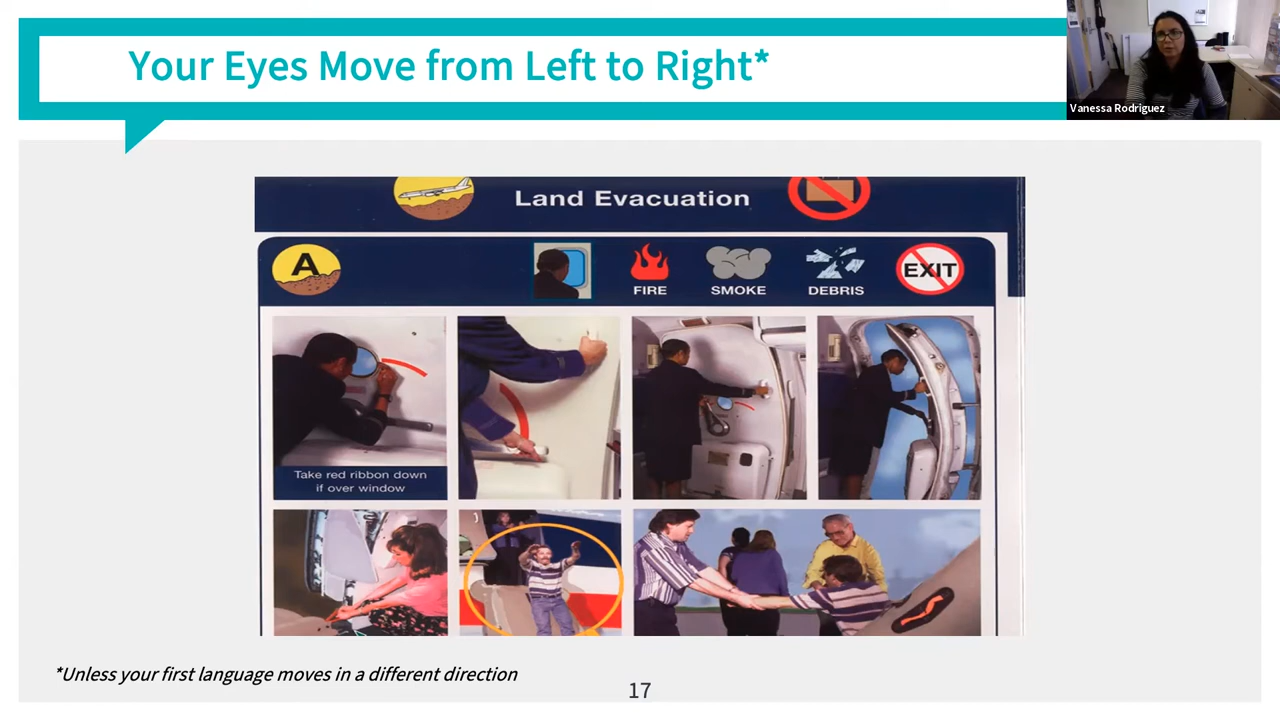 Your Eyes Move from Left to Right*
Vanessa Rodriguez
Land Evacuation
A
FIRE
SMOKE
DEBRIS
EXIT
Take red ribbon down
if over window
*Unless your first language moves in a different direction
17